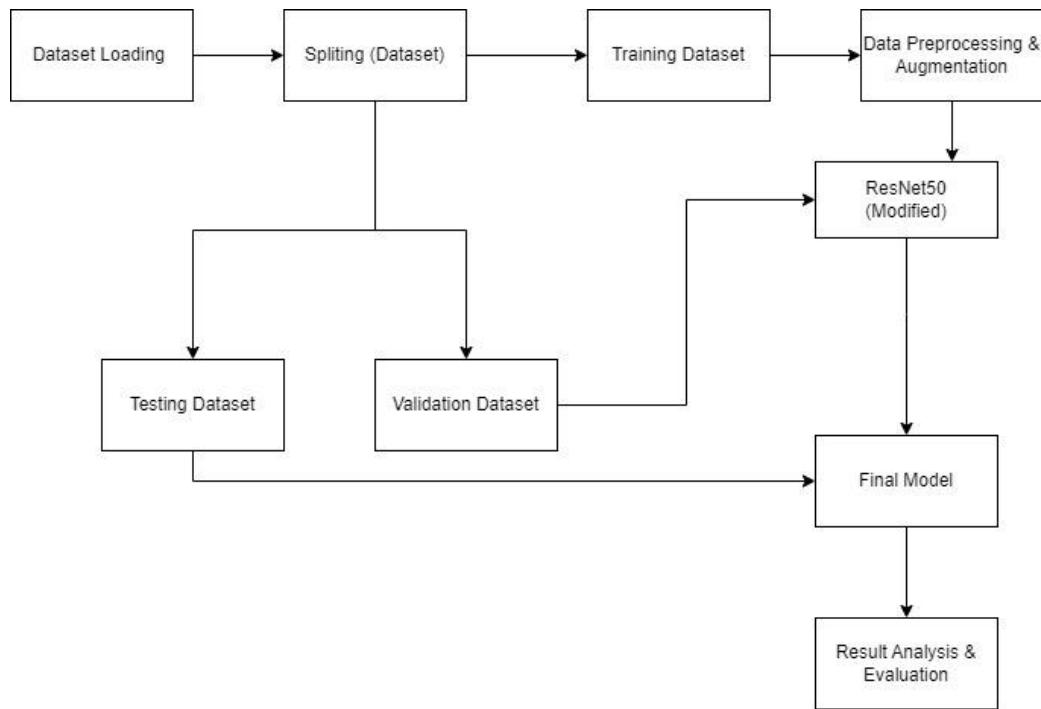 Dataset Loading
Spliting (Dataset)
Training Dataset
Data Preprocessing &
Augmentation
ResNet50
(Modified)
Testing Dataset
Validation Dataset
Final Model
Result Analysis &
Evaluation